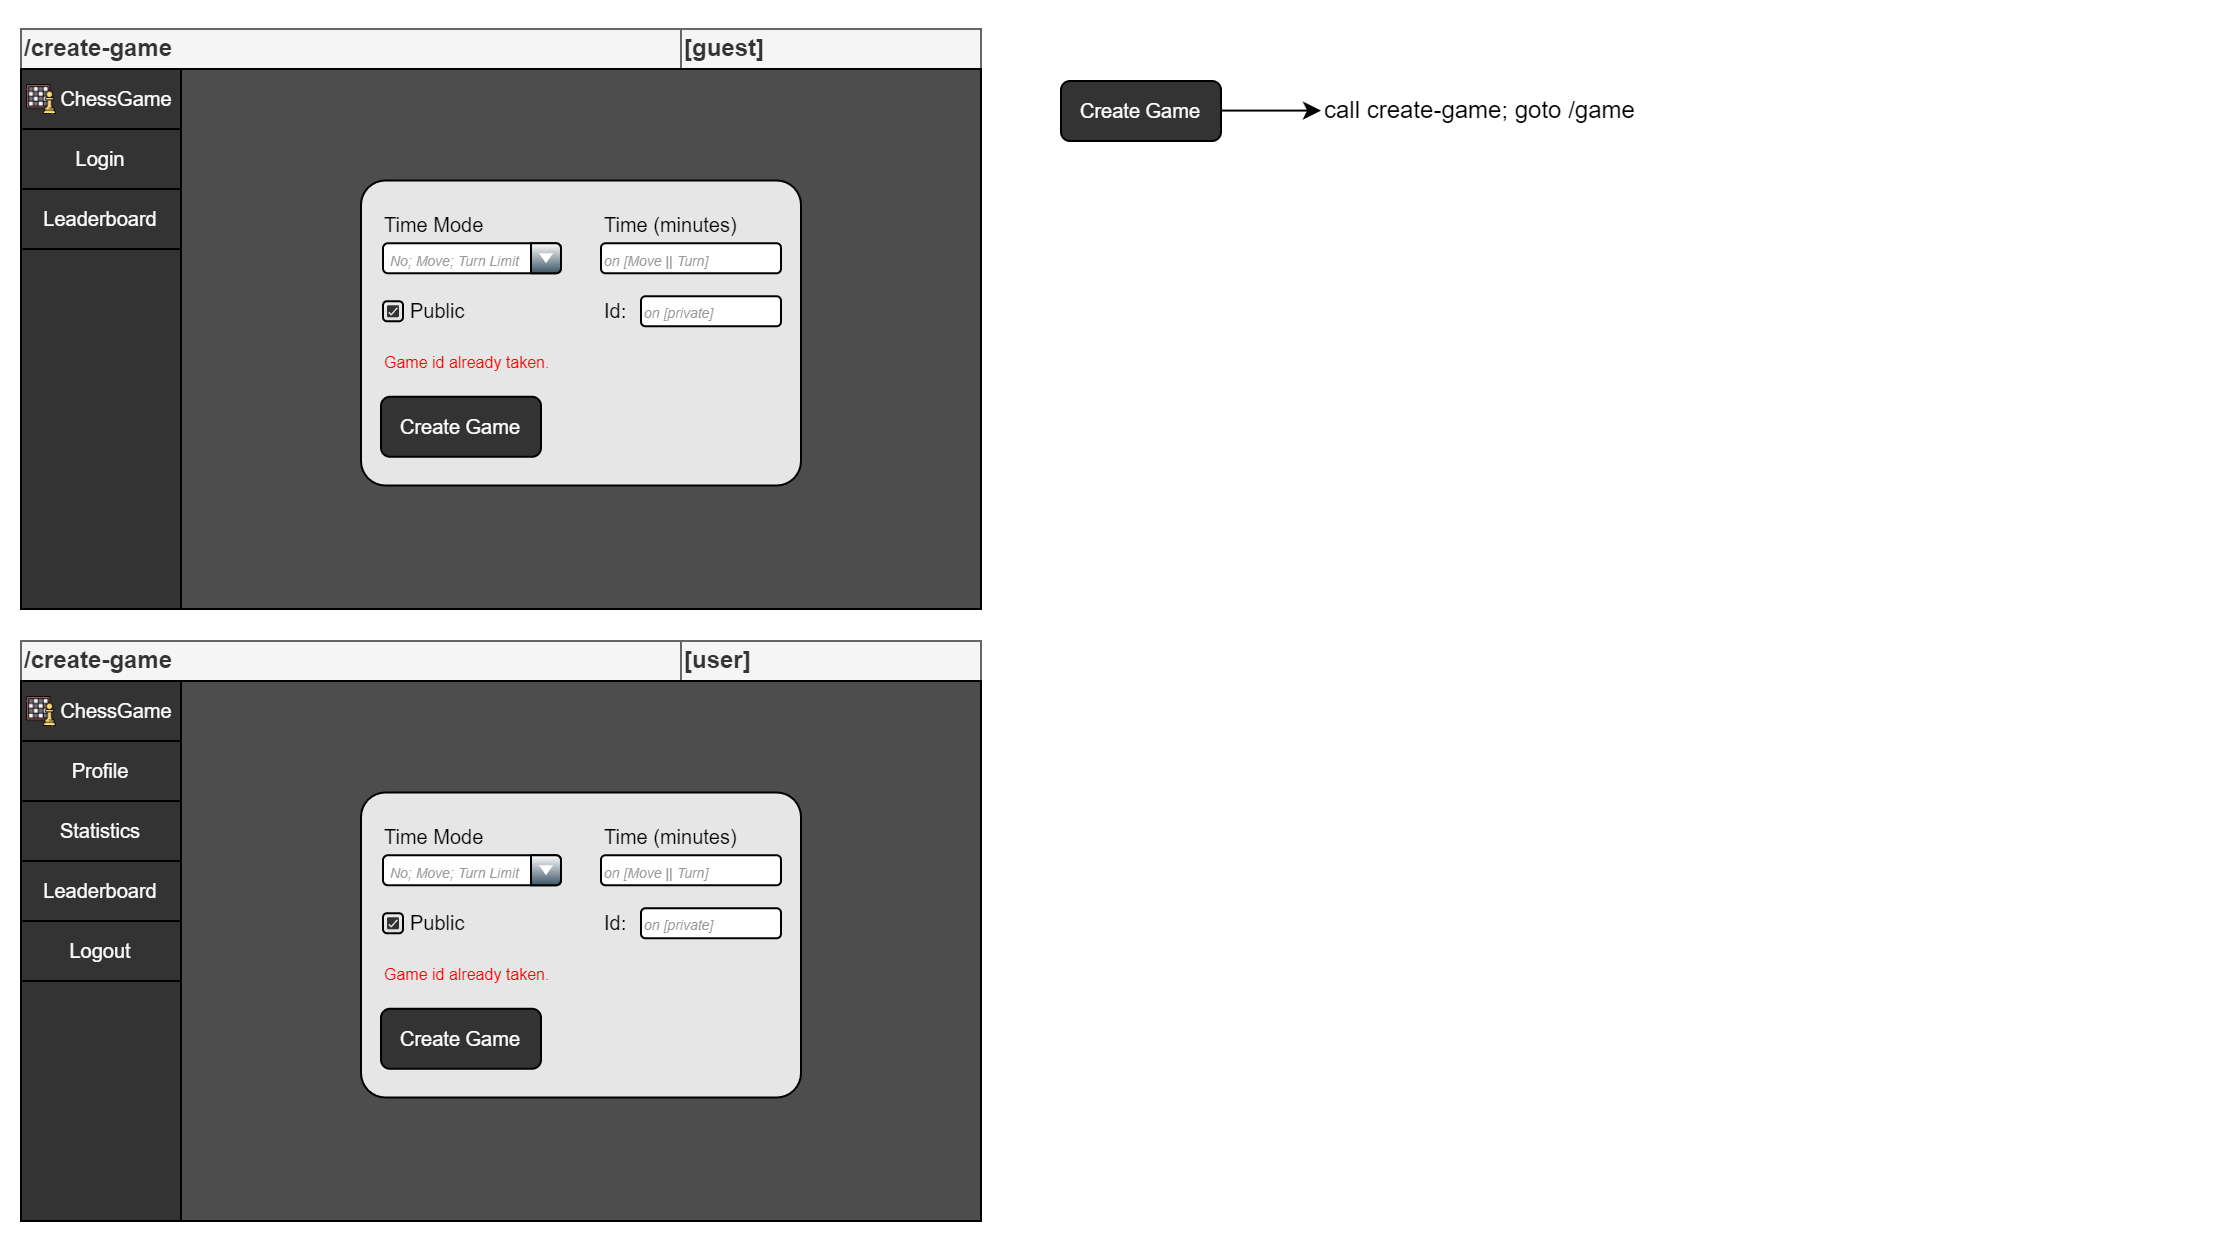 /create-game
[guest]
ChessGame
Login
Leaderboard
Time Mode
Time (minutes)
No; Move; Turn Limit
on [Move || Turn]
Public
Id:
on [private]
Game id already taken.
Create Game
Create Game
call create-game; goto /game
/create-game
[user]
ChessGame
Profile
Statistics
Leaderboard
Logout
Time Mode
Time (minutes)
No; Move; Turn Limit
on [Move || Turn]
Public
Id:
on [private]
Game id already taken.
Create Game